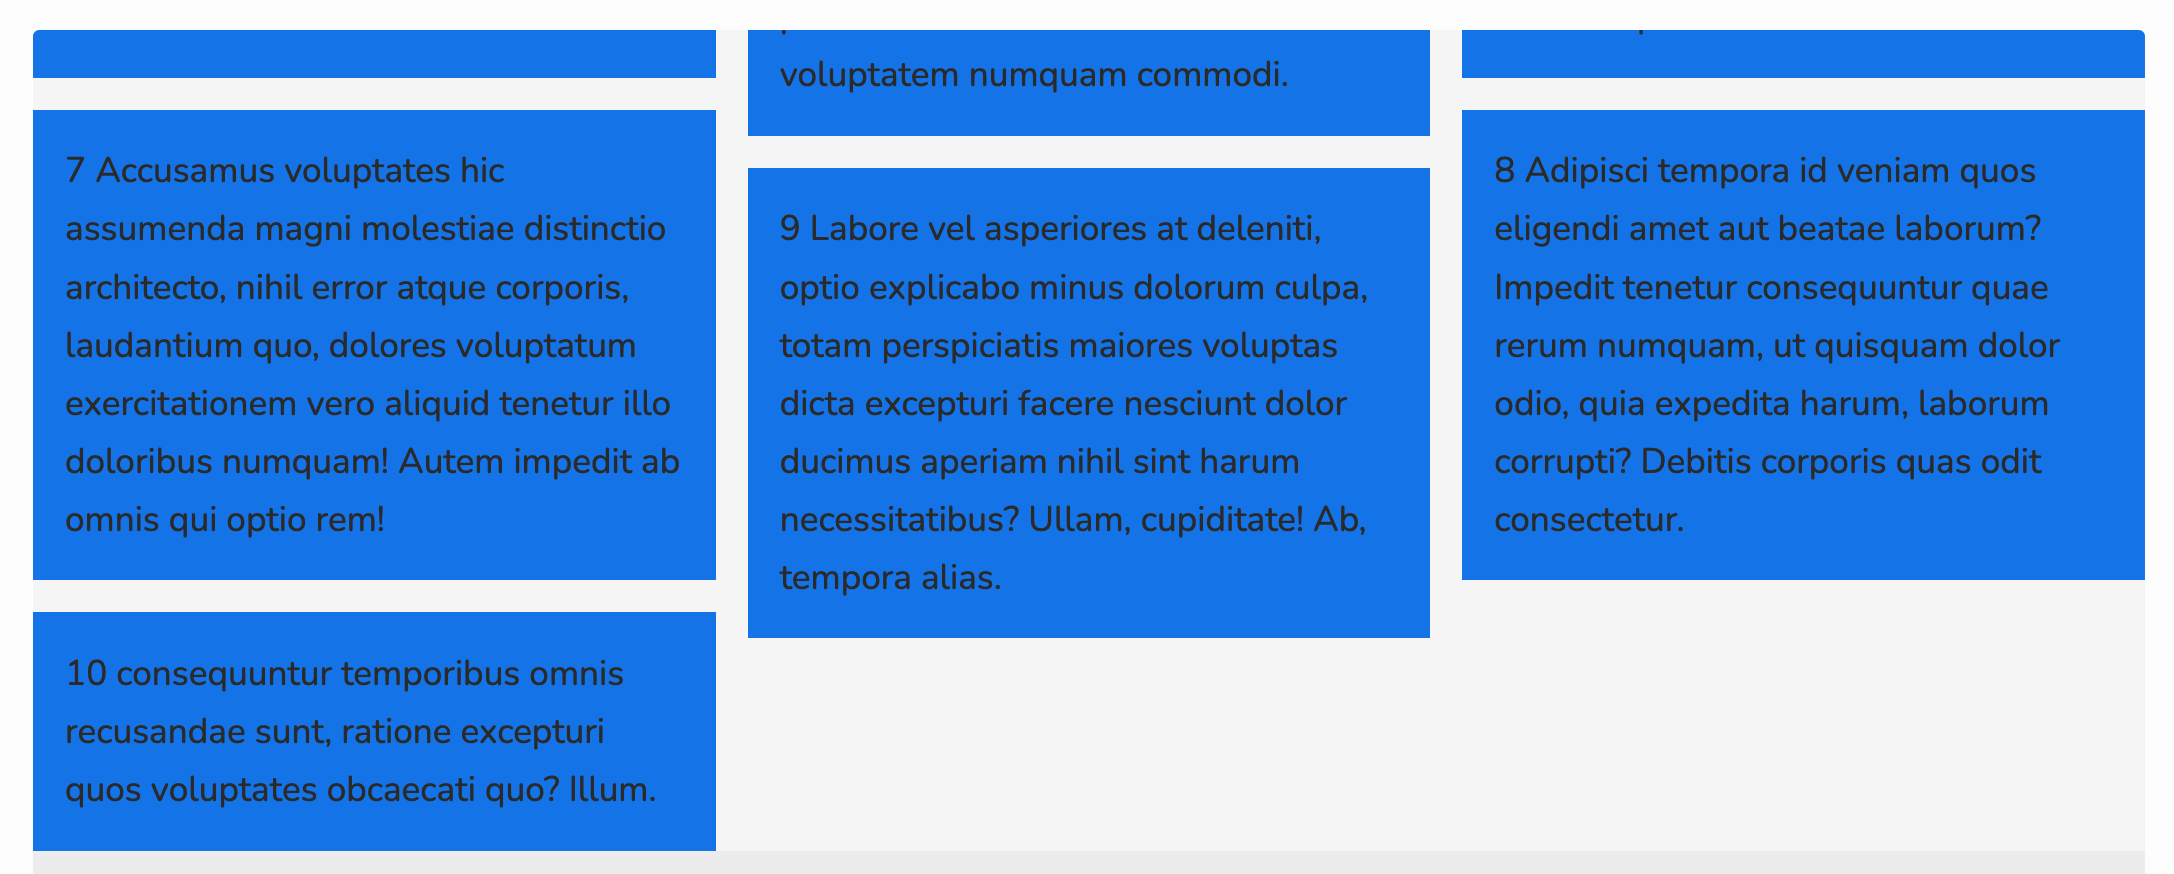 voluptatem numquam commodi.
7 Accusamus voluptates hic
assumenda magni molestiae distinctio
architecto, nihil error atque corporis,
laudantium quo, dolores voluptatum
exercitationem vero aliquid tenetur illo
doloribus numquam! Autem impedit ab
omnis qui optio rem!
8 Adipisci tempora id veniam quos
eligendi amet aut beatae laborum?
Impedit tenetur consequuntur quae
rerum numquam, ut quisquam dolor
odio, quia expedita harum, laborum
corrupti? Debitis corporis quas odit
consectetur.
9 Labore vel asperiores at deleniti,
optio explicabo minus dolorum culpa,
totam perspiciatis maiores voluptas
dicta excepturi facere nesciunt dolor
ducimus aperiam nihil sint harum
necessitatibus? Ullam, cupiditate! Ab,
tempora alias.
10 consequuntur temporibus omnis
recusandae sunt, ratione excepturi
quos voluptates obcaecati quo? Illum.